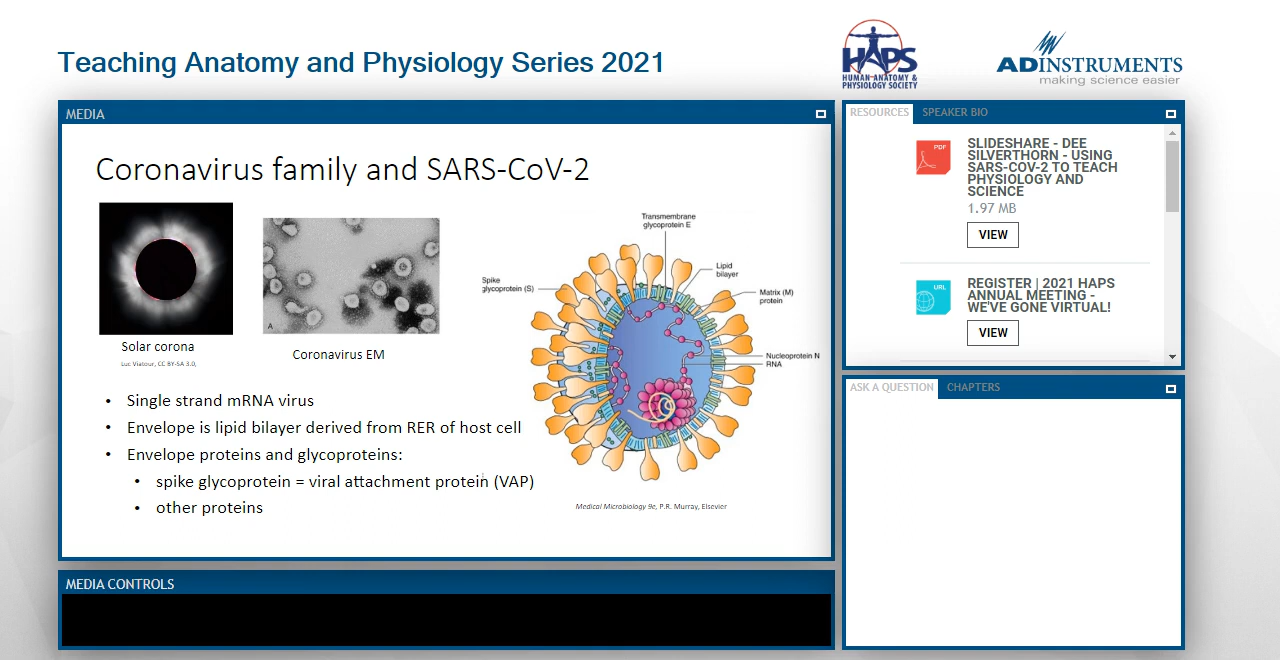 Teaching Anatomy and Physiology Series 2021
HAPS
HUMAN ANATOMY &
PHYSIOLOGY SOCIETY
ADINSTRUMENTS
making science easier
MEDIA
Coronavirus family and SARS-CoV-2
Solar corona
Luc Viatour, CC BY-SA 3.0,
A
Coronavirus EM
Transmembrane
glycoprotein E
Lipid
bilayer
Spike
glycoprotein (S)
Matrix (M)
protein
Nucleoprotein N
RNA
• Single strand mRNA virus
• Envelope is lipid bilayer derived from RER of host cell
• Envelope proteins and glycoproteins:
• spike glycoprotein = viral attachment protein (VAP)
• other proteins
Medical Microbiology 9e, P.R. Murray, Elsevier
MEDIA CONTROLS
RESOURCES SPEAKER BIO
PDF
SLIDESHARE - DEE
SILVERTHORN - USING
SARS-COV-2 TO TEACH
PHYSIOLOGY AND
SCIENCE
1.97 MB
VIEW
URL
REGISTER | 2021 HAPS
ANNUAL MEETING -
WE'VE GONE VIRTUAL!
VIEW
ASK A QUESTION CHAPTERS